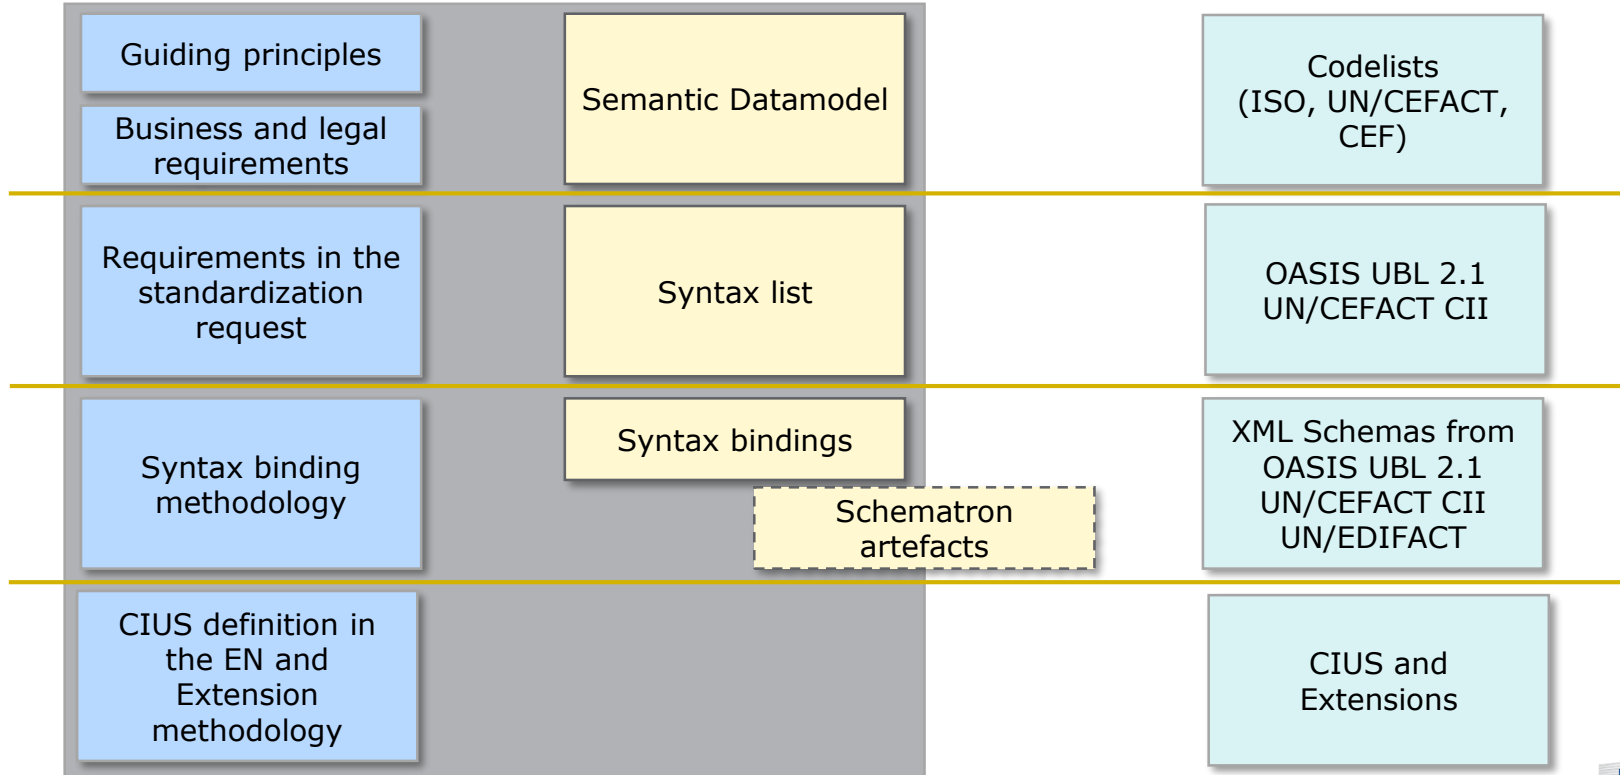 Guiding principles
Business and legal
requirements
Semantic Datamodel
Codelists
(ISO, UN/CEFACT,
CEF)
Requirements in the
standardization
request
Syntax list
OASIS UBL 2.1
UN/CEFACT CII
Syntax binding
methodology
Syntax bindings
Schematron
artefacts
XML Schemas from
OASIS UBL 2.1
UN/CEFACT CII
UN/EDIFACT
CIUS definition in
the EN and
Extension
methodology
CIUS and
Extensions